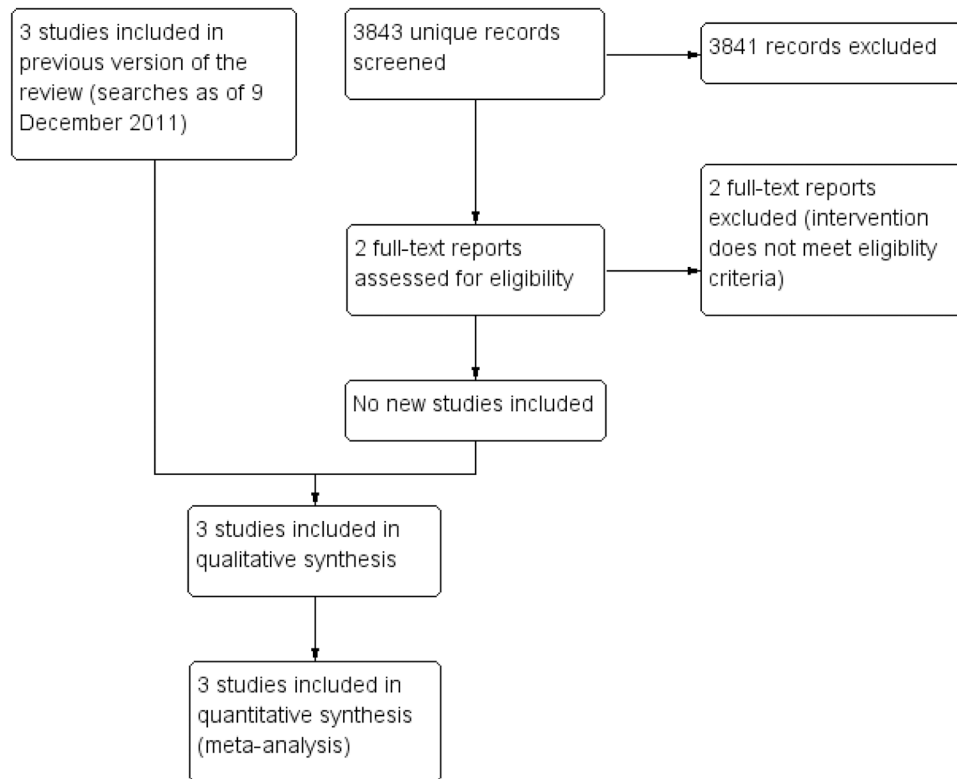 3 studies included in
previous version of the
review (searches as of 9
December 2011)
3843 unique records
screened
3841 records excluded
2 full-text reports
assessed for eligibility
2 full-text reports
excluded (intervention
does not meet eligiblity
criteria)
No new studies included
3 studies included in
qualitative synthesis
3 studies included in
quantitative synthesis
(meta-analysis)